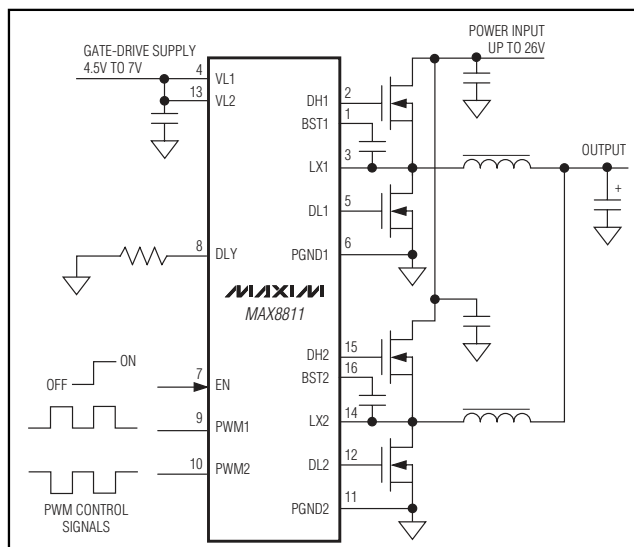 GATE-DRIVE SUPPLY
4.5V TO 7V
4
VL1
13
VL2
8
DLY
OFF
ON
7
EN
9
PWM1
10
PWM2
PWM CONTROL
SIGNALS
MAXIM
MAX8811
POWER INPUT
UP TO 26V
DH1
2
BST1
1
LX1
3
OUTPUT
+
DL1
5
PGND1
6
DH2
15
BST2
16
LX2
14
DL2
12
PGND2
11